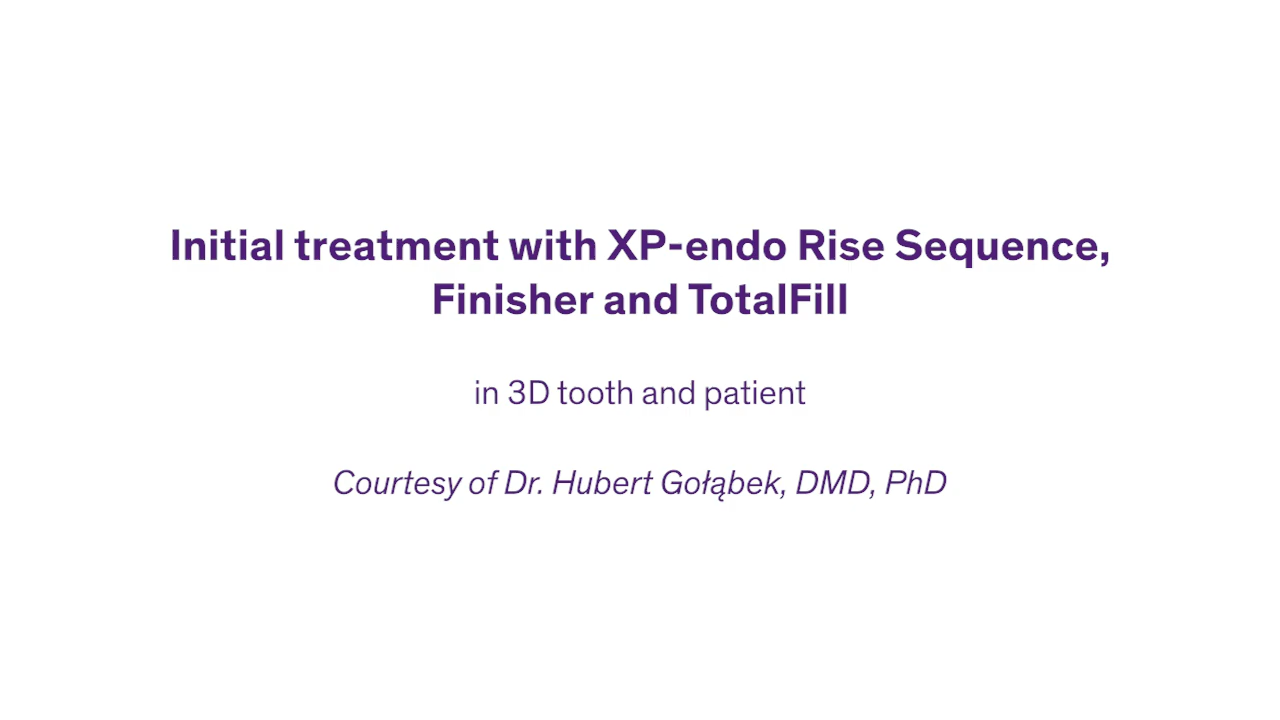 Initial treatment with XP-endo Rise Sequence,
Finisher and TotalFill
in 3D tooth and patient
Courtesy of Dr. Hubert Gołąbek, DMD, PhD